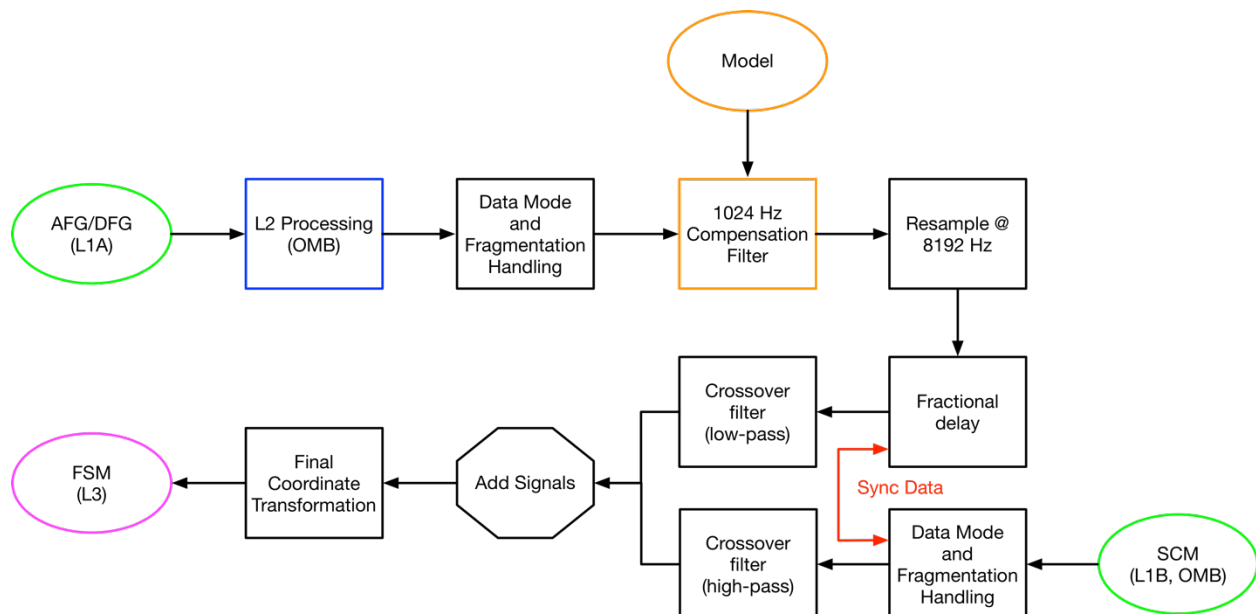 Model
AFG/DFG
(L1A)
L2 Processing
(OMB)
Data Mode
and
Fragmentation
Handling
1024 Hz
Compensation
Filter
Resample @
8192 Hz
Crossover
filter
(low-pass)
Fractional
delay
FSM
(L3)
Final
Coordinate
Transformation
Add Signals
Sync Data
Crossover
filter
(high-pass)
Data Mode
and
Fragmentation
Handling
SCM
(L1B, OMB)